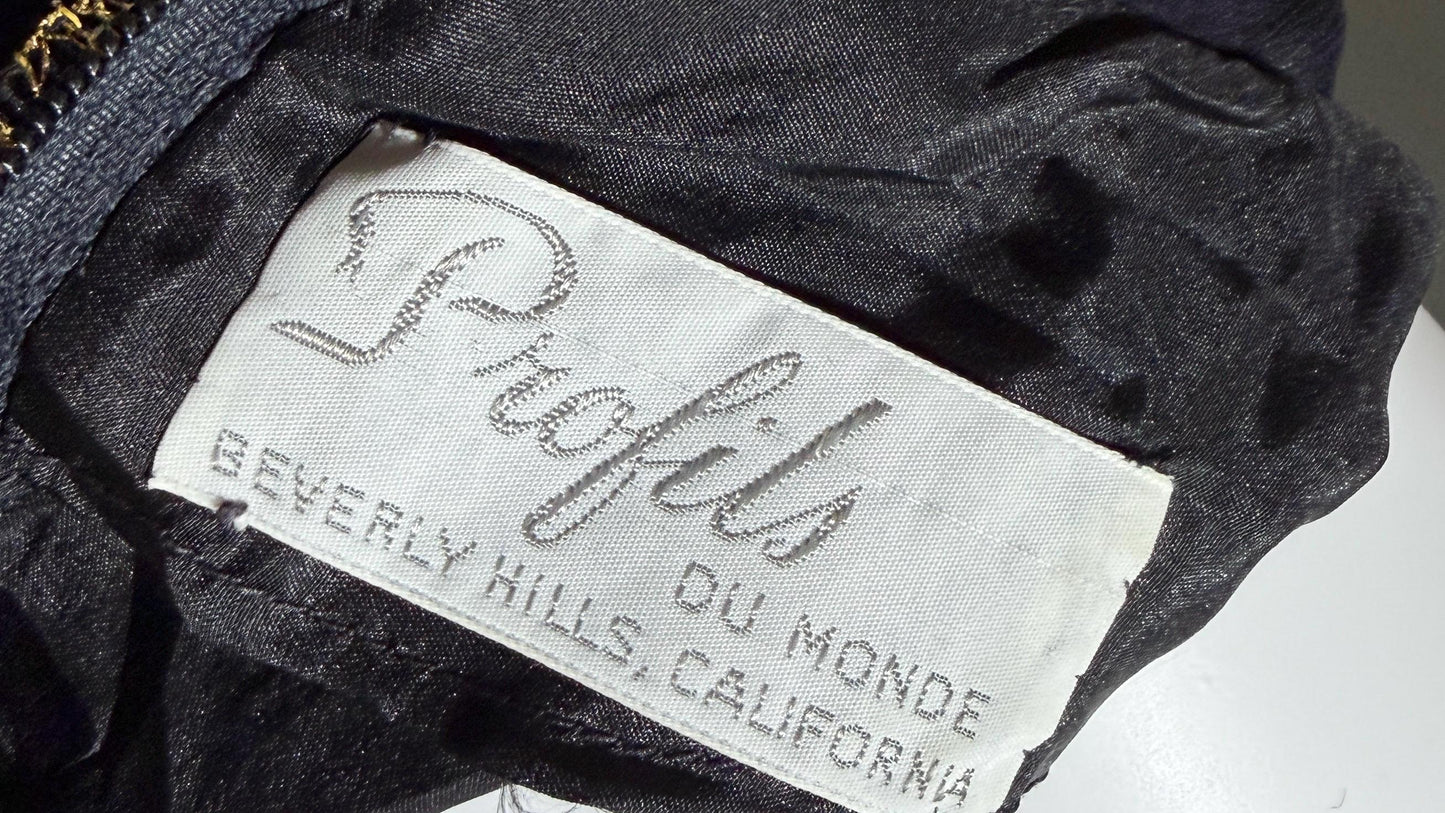 Profils
DU MONDE
BEVERLY HILLS, CALIFORNIA